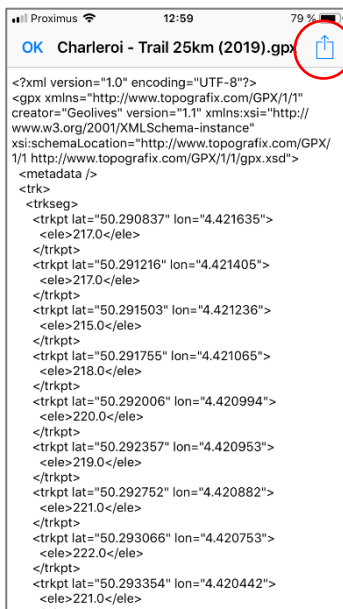 Proximus 12:59 79 %
OK Charleroi - Trail 25km (2019).gpx
<?xml version="1.0" encoding="UTF-8"?>
<gpx xmlns="http://www.topografix.com/GPX/1/1"
creator="Geolives" version="1.1" xmlns:xsi="http://
www.w3.org/2001/XMLSchema-instance"
xsi:schemaLocation="http://www.topografix.com/GPX/
1/1 http://www.topografix.com/GPX/1/1/gpx.xsd">
<metadata />
<trk>
<trkseg>
<trkpt lat="50.290837" lon="4.421635">
<ele>217.0</ele>
</trkpt>
<trkpt lat="50.291216" lon="4.421405">
<ele>217.0</ele>
</trkpt>
<trkpt lat="50.291503" lon="4.421236">
<ele>215.0</ele>
</trkpt>
<trkpt lat="50.291755" lon="4.421065">
<ele>218.0</ele>
</trkpt>
<trkpt lat="50.292006" lon="4.420994">
<ele>220.0</ele>
</trkpt>
<trkpt lat="50.292357" lon="4.420953">
<ele>219.0</ele>
</trkpt>
<trkpt lat="50.292752" lon="4.420882">
<ele>221.0</ele>
</trkpt>
<trkpt lat="50.293066" lon="4.420753">
<ele>222.0</ele>
</trkpt>
<trkpt lat="50.293354" lon="4.420442">
<ele>221.0</ele>